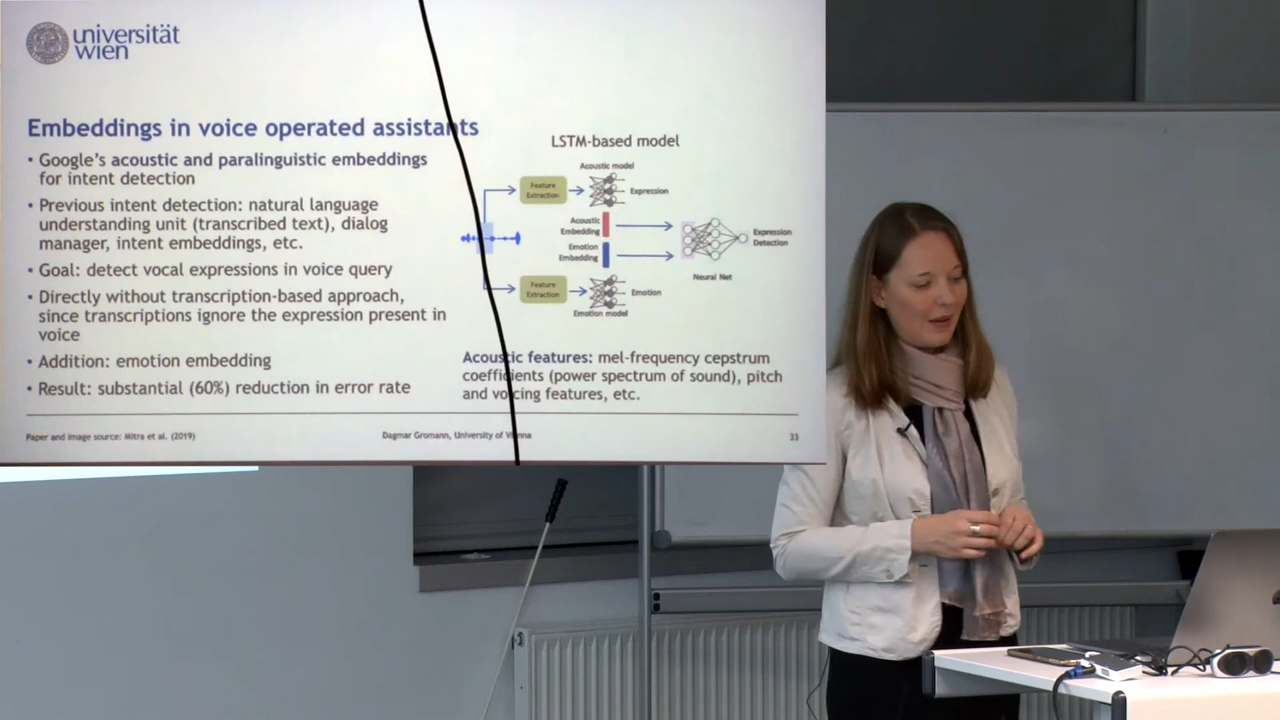 universität
wien
Embeddings in voice operated assistants
• Google's acoustic and paralinguistic embeddings
for intent detection
• Previous intent detection: natural language
understanding unit (transcribed text), dialog
manager, intent embeddings, etc.
• Goal: detect vocal expressions in voice query
• Directly without transcription-based approach,
since transcriptions ignore the expression present in
voice
• Addition: emotion embedding
• Result: substantial (60%) reduction in error rate
LSTM-based model
Acoustic model
Feature
Extraction
Expression
Acoustic
Embedding
Emotion
Embedding
Expression
Detection
Neural Net
Feature
Extraction
Emotion
Emotion model
Acoustic features: mel-frequency cepstrum
coefficients (power spectrum of sound), pitch
and voicing features, etc.
Paper and image source: Mitra et al. (2019)
Dagmar Gromann, University of Vienna
33